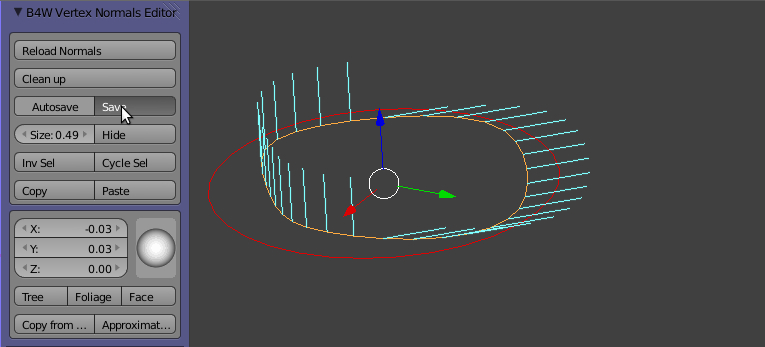 B4W Vertex Normals Editor
Reload Normals
Clean up
Autosave Save
Size: 0.49 Hide
Inv Sel Cycle Sel
Copy Paste
X: -0.03
Y: 0.03
Z: 0.00
Tree Foliage Face
Copy from ... Approximat...